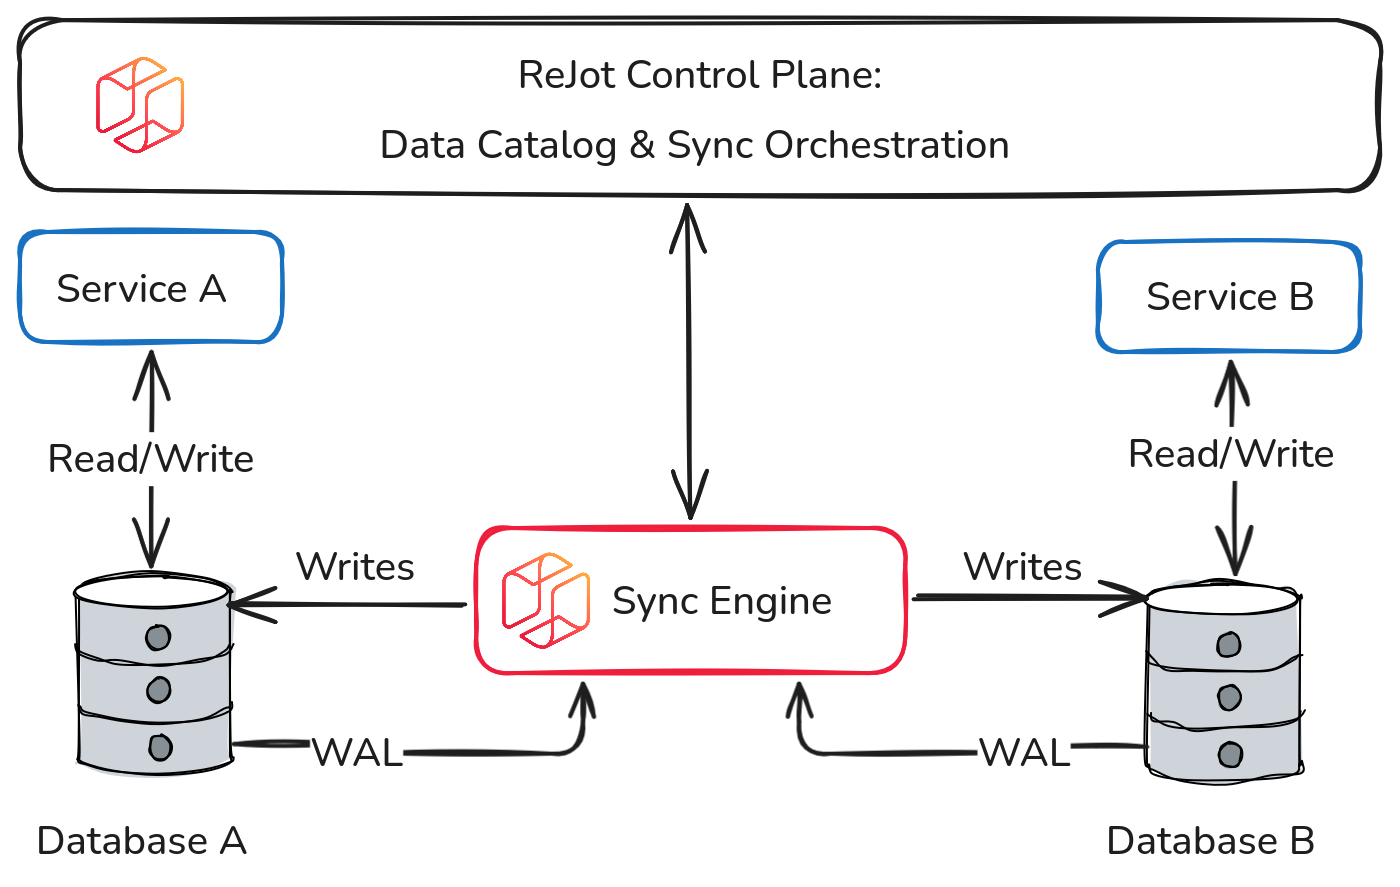 ReJot Control Plane:
Data Catalog & Sync Orchestration
Service A
Service B
Read/Write
Read/Write
Writes
Writes
Sync Engine
WAL
WAL
Database A
Database B